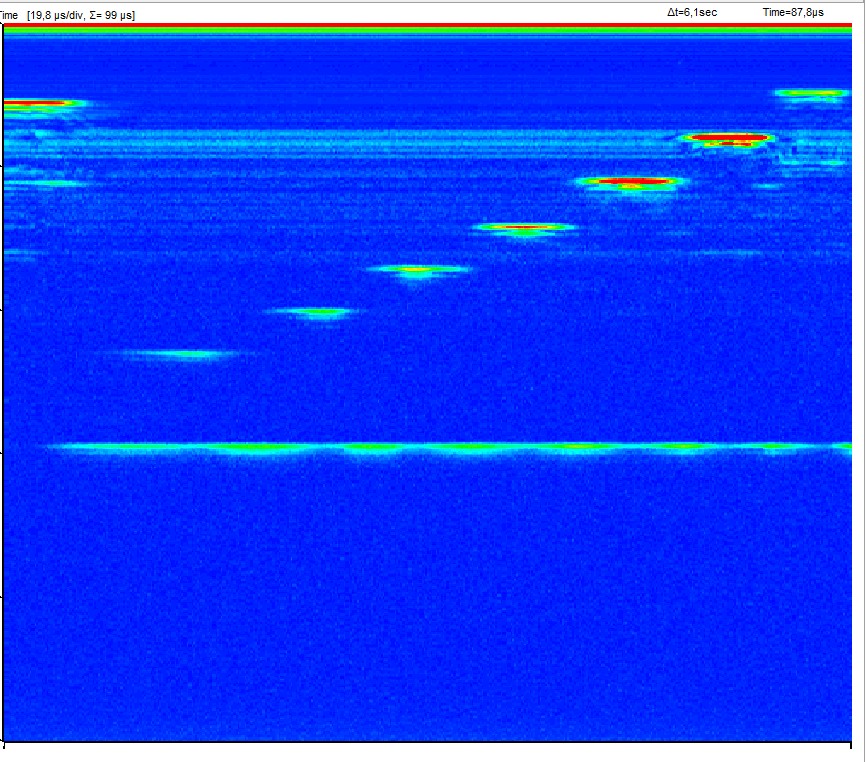 Time [19,8 µs/div, Σ= 99 µs] Δt=6,1sec Time=87,8µs